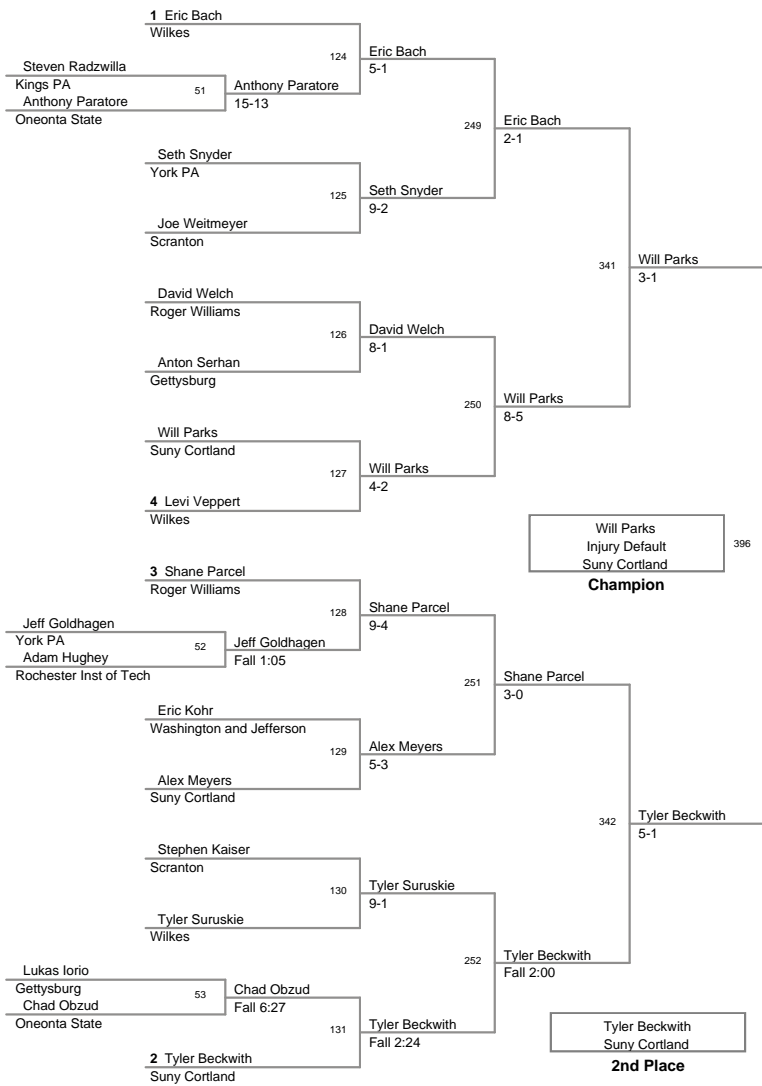 1 Eric Bach
Wilkes
124
Eric Bach
5-1
Steven Radzwilla
Kings PA
51
Anthony Paratore
15-13
Anthony Paratore
Oneonta State
249
Eric Bach
2-1
Seth Snyder
York PA
125
Seth Snyder
9-2
Joe Weitmeyer
Scranton
341
Will Parks
3-1
David Welch
Roger Williams
126
David Welch
8-1
Anton Serhan
Gettysburg
250
Will Parks
8-5
Will Parks
Suny Cortland
127
Will Parks
4-2
4 Levi Veppert
Wilkes
Will Parks
Injury Default
Suny Cortland
396
Champion
3 Shane Parcel
Roger Williams
128
Shane Parcel
9-4
Jeff Goldhagen
York PA
52
Jeff Goldhagen
Fall 1:05
Adam Hughey
Rochester Inst of Tech
251
Shane Parcel
3-0
Eric Kohr
Washington and Jefferson
129
Alex Meyers
5-3
Alex Meyers
Suny Cortland
342
Tyler Beckwith
5-1
Stephen Kaiser
Scranton
130
Tyler Suruskie
9-1
Tyler Suruskie
Wilkes
252
Tyler Beckwith
Fall 2:00
Lukas Iorio
Gettysburg
53
Chad Obzud
Fall 6:27
Chad Obzud
Oneonta State
131
Tyler Beckwith
Fall 2:24
2 Tyler Beckwith
Suny Cortland
Tyler Beckwith
Suny Cortland
2nd Place